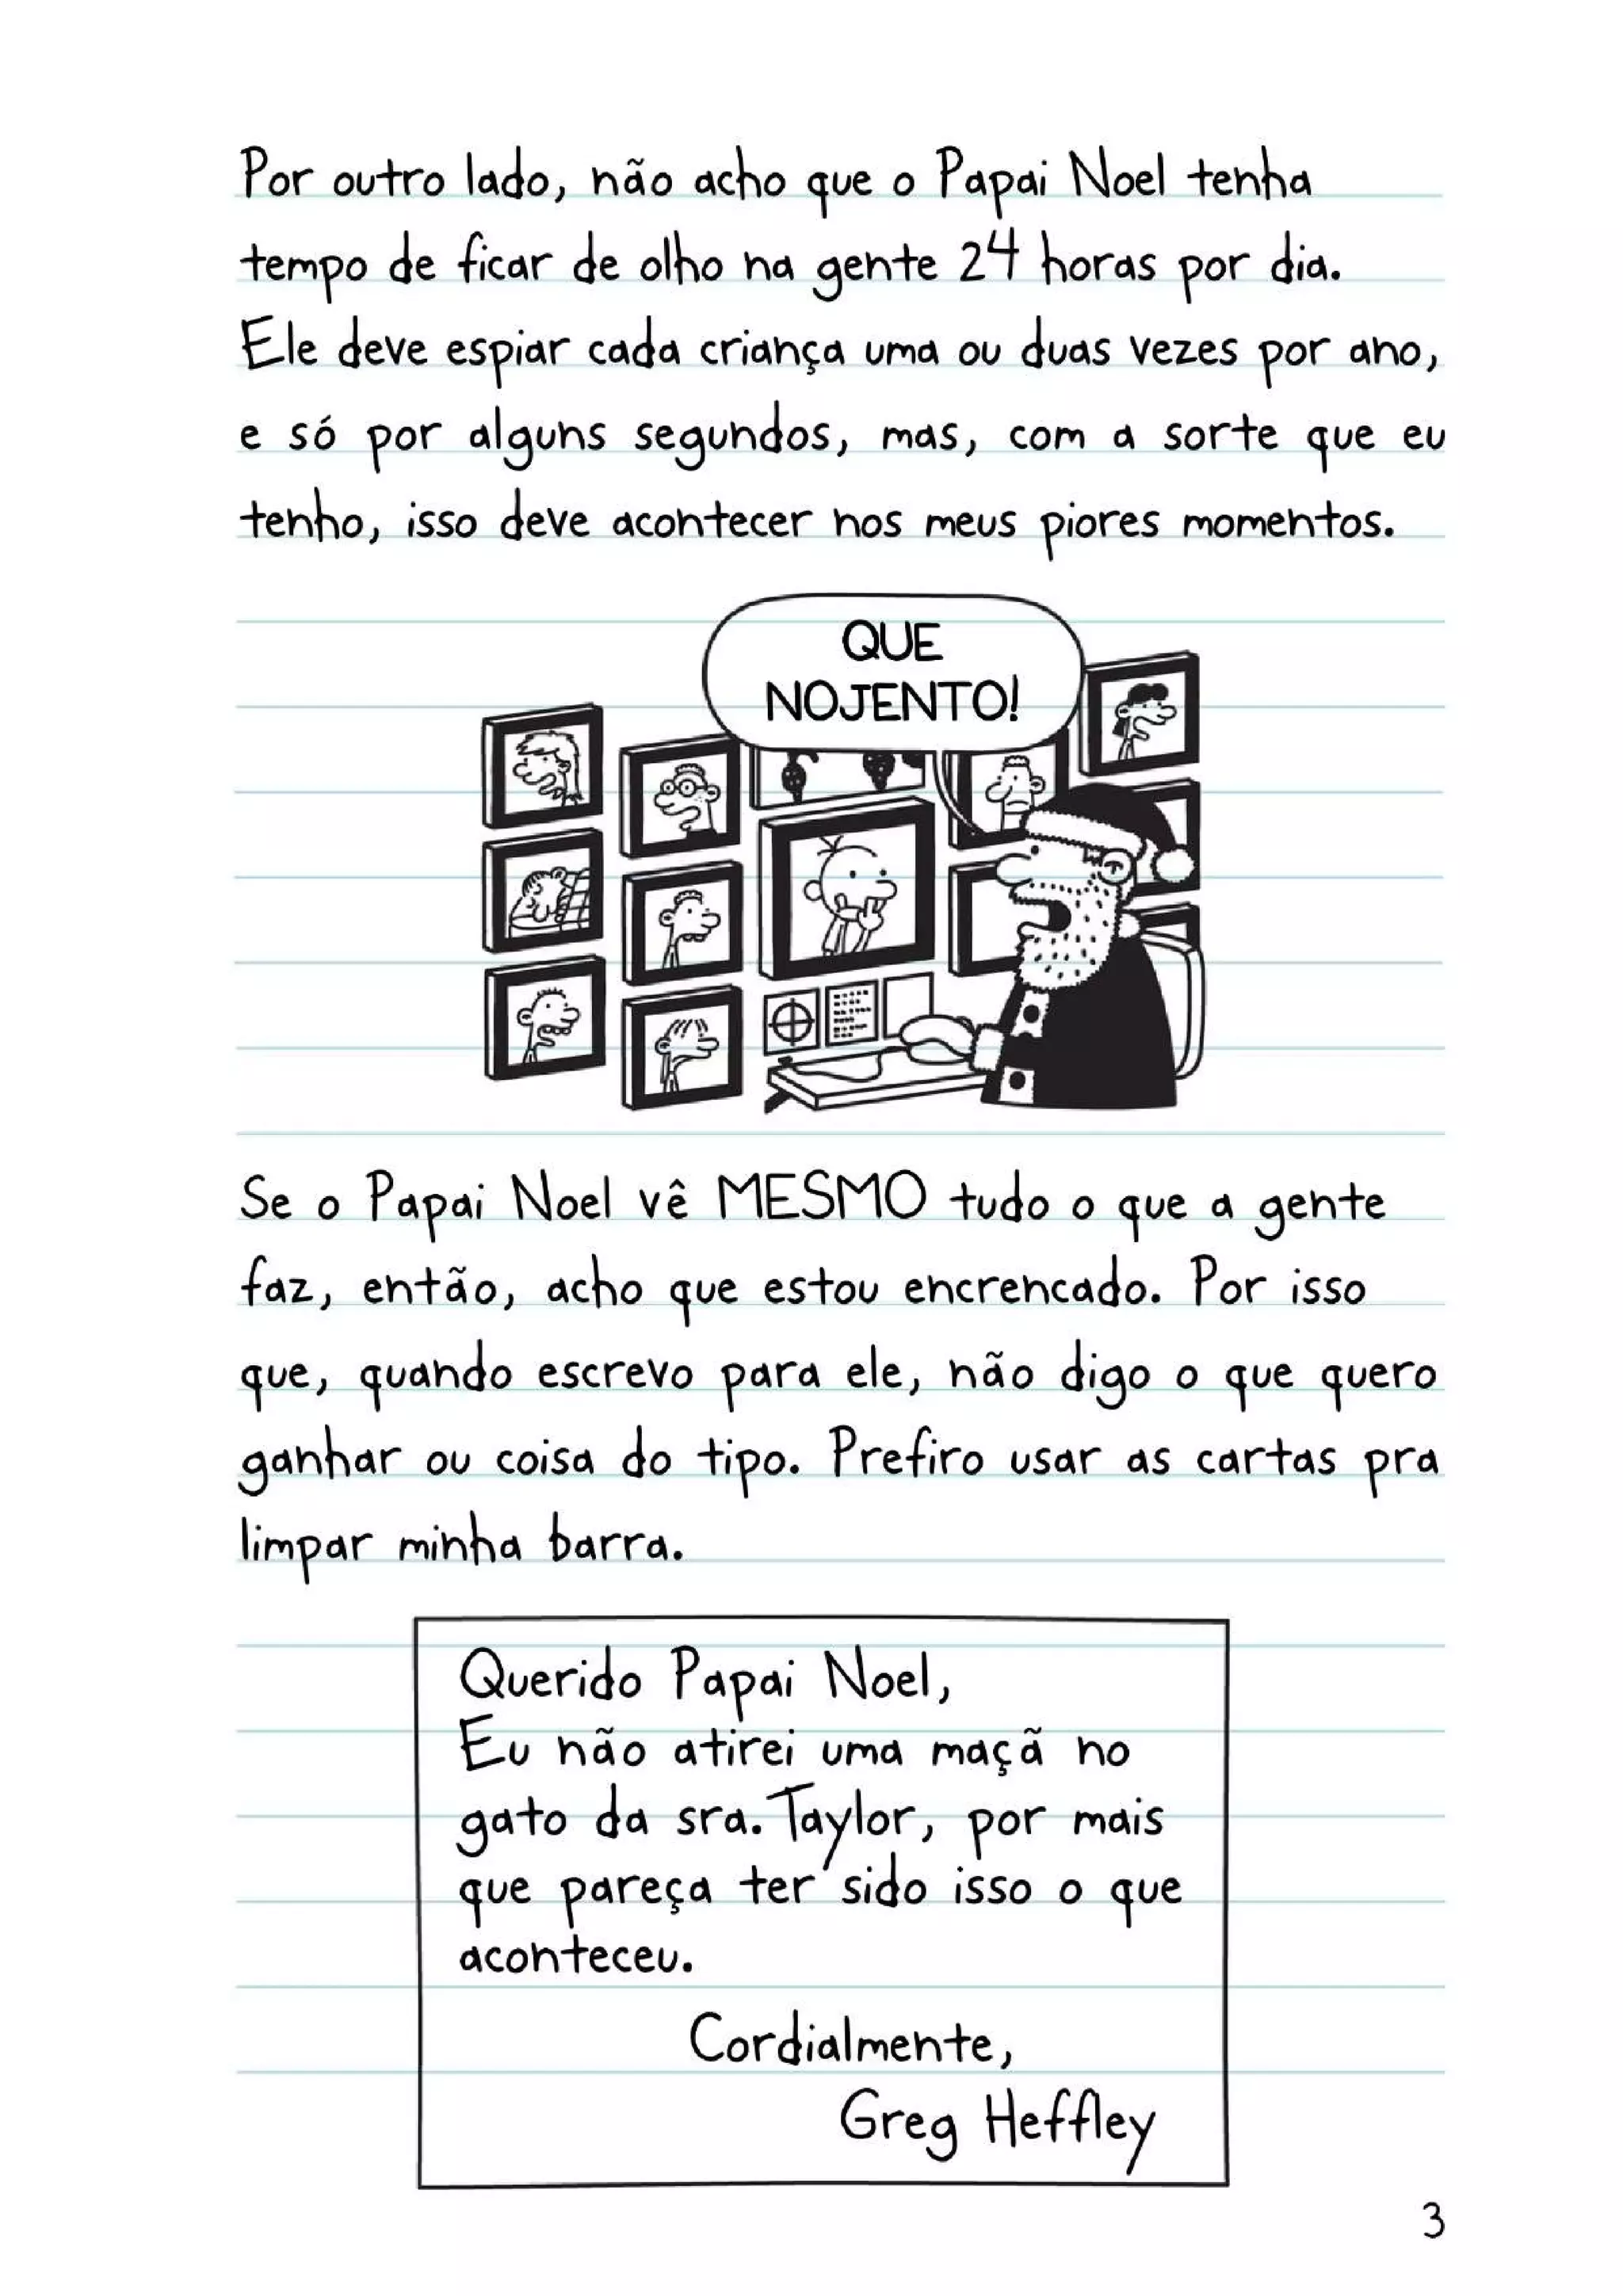 Por outro lado, não acho que o Papai Noel tenha
tempo de ficar de olho na gente 24 horas por dia.
Ele deve espiar cada criança uma ou duas vezes por ano,
e só por alguns segundos, mas, com a sorte que eu
tenho, isso deve acontecer nos meus piores momentos.
QUE
NOJENTO!
Se o Papai Noel vê MESMO tudo o que a gente
faz, então, acho que estou encrencado. Por isso
que, quando escrevo para ele, não digo o que quero
ganhar ou coisa do tipo. Prefiro usar as cartas pra
limpar minha barra.
Querido Papai Noel,
Eu não atirei uma maçã no
gato da sra. Taylor, por mais
que pareça ter sido isso o que
aconteceu.
Cordialmente,
Greg Heffley
3